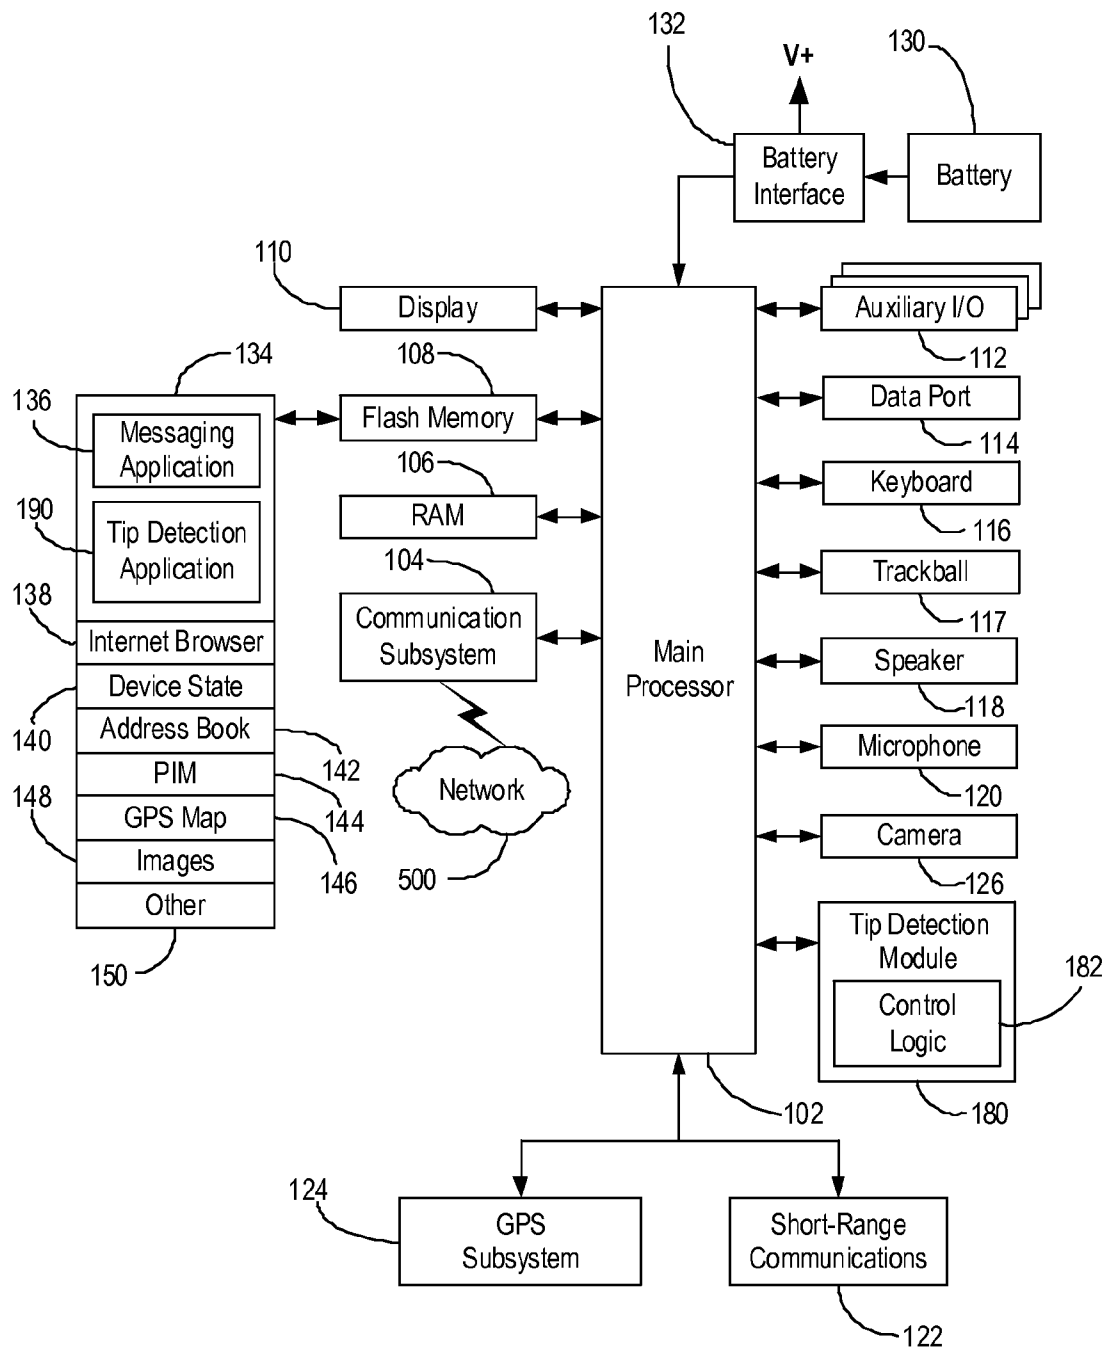 132
130
V+
Battery
Interface
Battery
110
Display
Auxiliary I/O
112
134
108
136
Messaging
Application
Flash Memory
Data Port
114
106
190
Tip Detection
Application
RAM
Keyboard
116
104
138
Communication
Subsystem
Trackball
117
Internet Browser
Main
Processor
Speaker
118
Device State
140
Address Book
142
Microphone
120
PIM
144
148
Network
500
GPS Map
146
Camera
126
Images
Other
150
Tip Detection
Module
182
Control
Logic
102
180
124
GPS
Subsystem
Short-Range
Communications
122